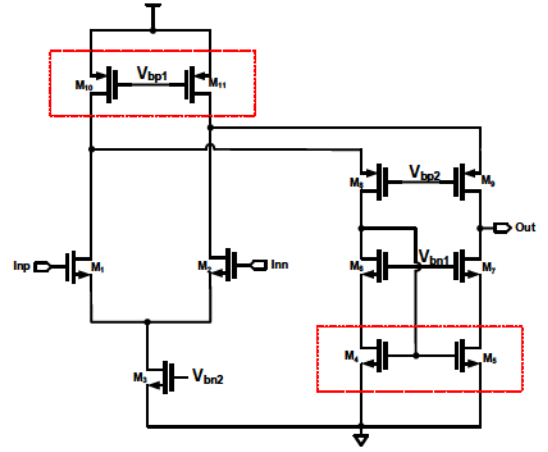 M10 Vbp1 M11
M8 Vbp2 M9
Out
Inp M1 M2 Inn
M6 Vbn1 M7
M3 Vbn2
M4 M5